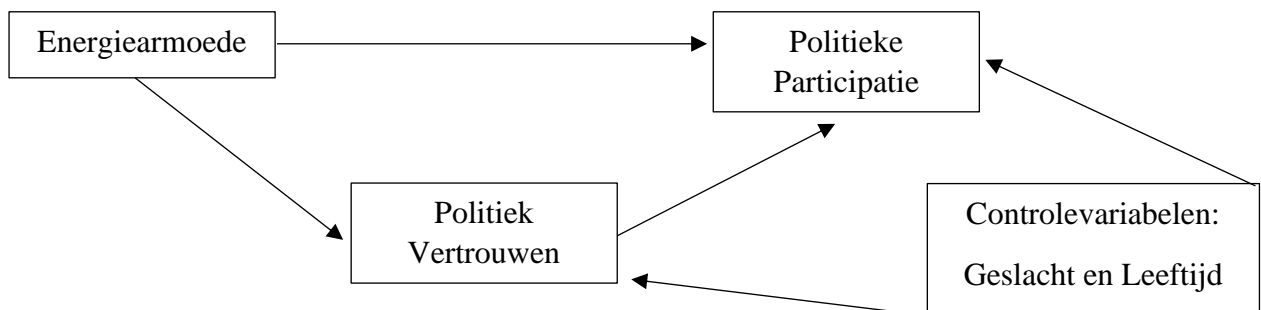 Energiearmoede
Politieke
Participatie
Politiek
Vertrouwen
Controlevariabelen:
Geslacht en Leeftijd